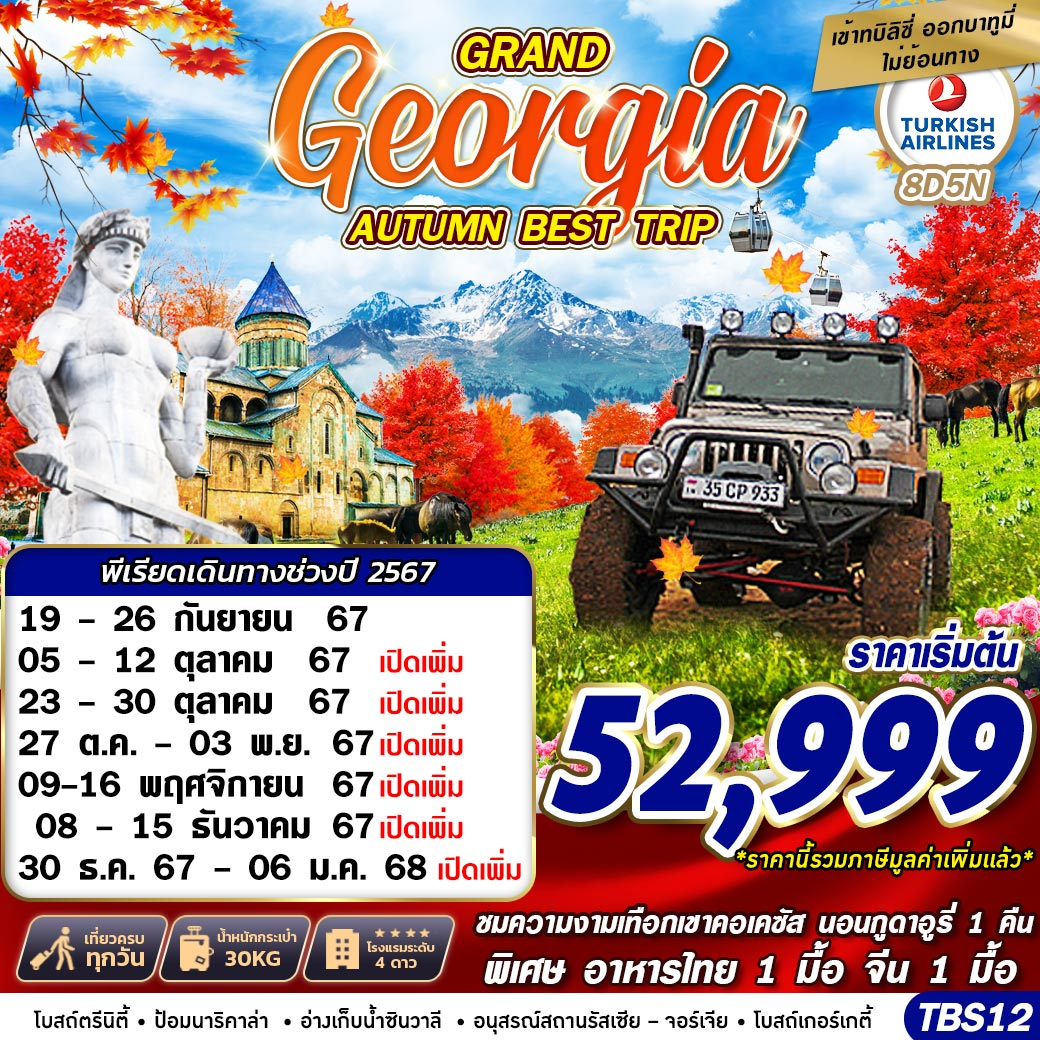 GRAND
Georgia
AUTUMN BEST TRIP
เข้าทบิลิซี่ ออกบาทูมี่
ไม่ย้อนทาง
TURKISH
AIRLINES
8D5N
35 CP 933
พีเรียดเดินทางช่วงปี 2567
19 – 26 กันยายน 67
05 – 12 ตุลาคม 67 เปิดเพิ่ม
23 – 30 ตุลาคม 67 เปิดเพิ่ม
27 ต.ค. – 03 พ.ย. 67 เปิดเพิ่ม
09–16 พฤศจิกายน 67 เปิดเพิ่ม
08 – 15 ธันวาคม 67 เปิดเพิ่ม
30 ธ.ค. 67 – 06 ม.ค. 68 เปิดเพิ่ม
ราคาเริ่มต้น
52,999
*ราคานี้รวมภาษีมูลค่าเพิ่มแล้ว*
เที่ยวครบ
ทุกวัน
น้ำหนักกระเป๋า
30KG
โรงแรมระดับ
4 ดาว
ชมความงามเทือกเขาคอเคซัส นอนกูดาอูรี่ 1 คืน
พิเศษ อาหารไทย 1 มื้อ จีน 1 มื้อ
โบสถ์ตรีนิตี้ • ป้อมนาริคาล่า • อ่างเก็บน้ำซินวาลี • อนุสรณ์สถานรัสเซีย – จอร์เจีย • โบสถ์เกอร์เกตี้
TBS12